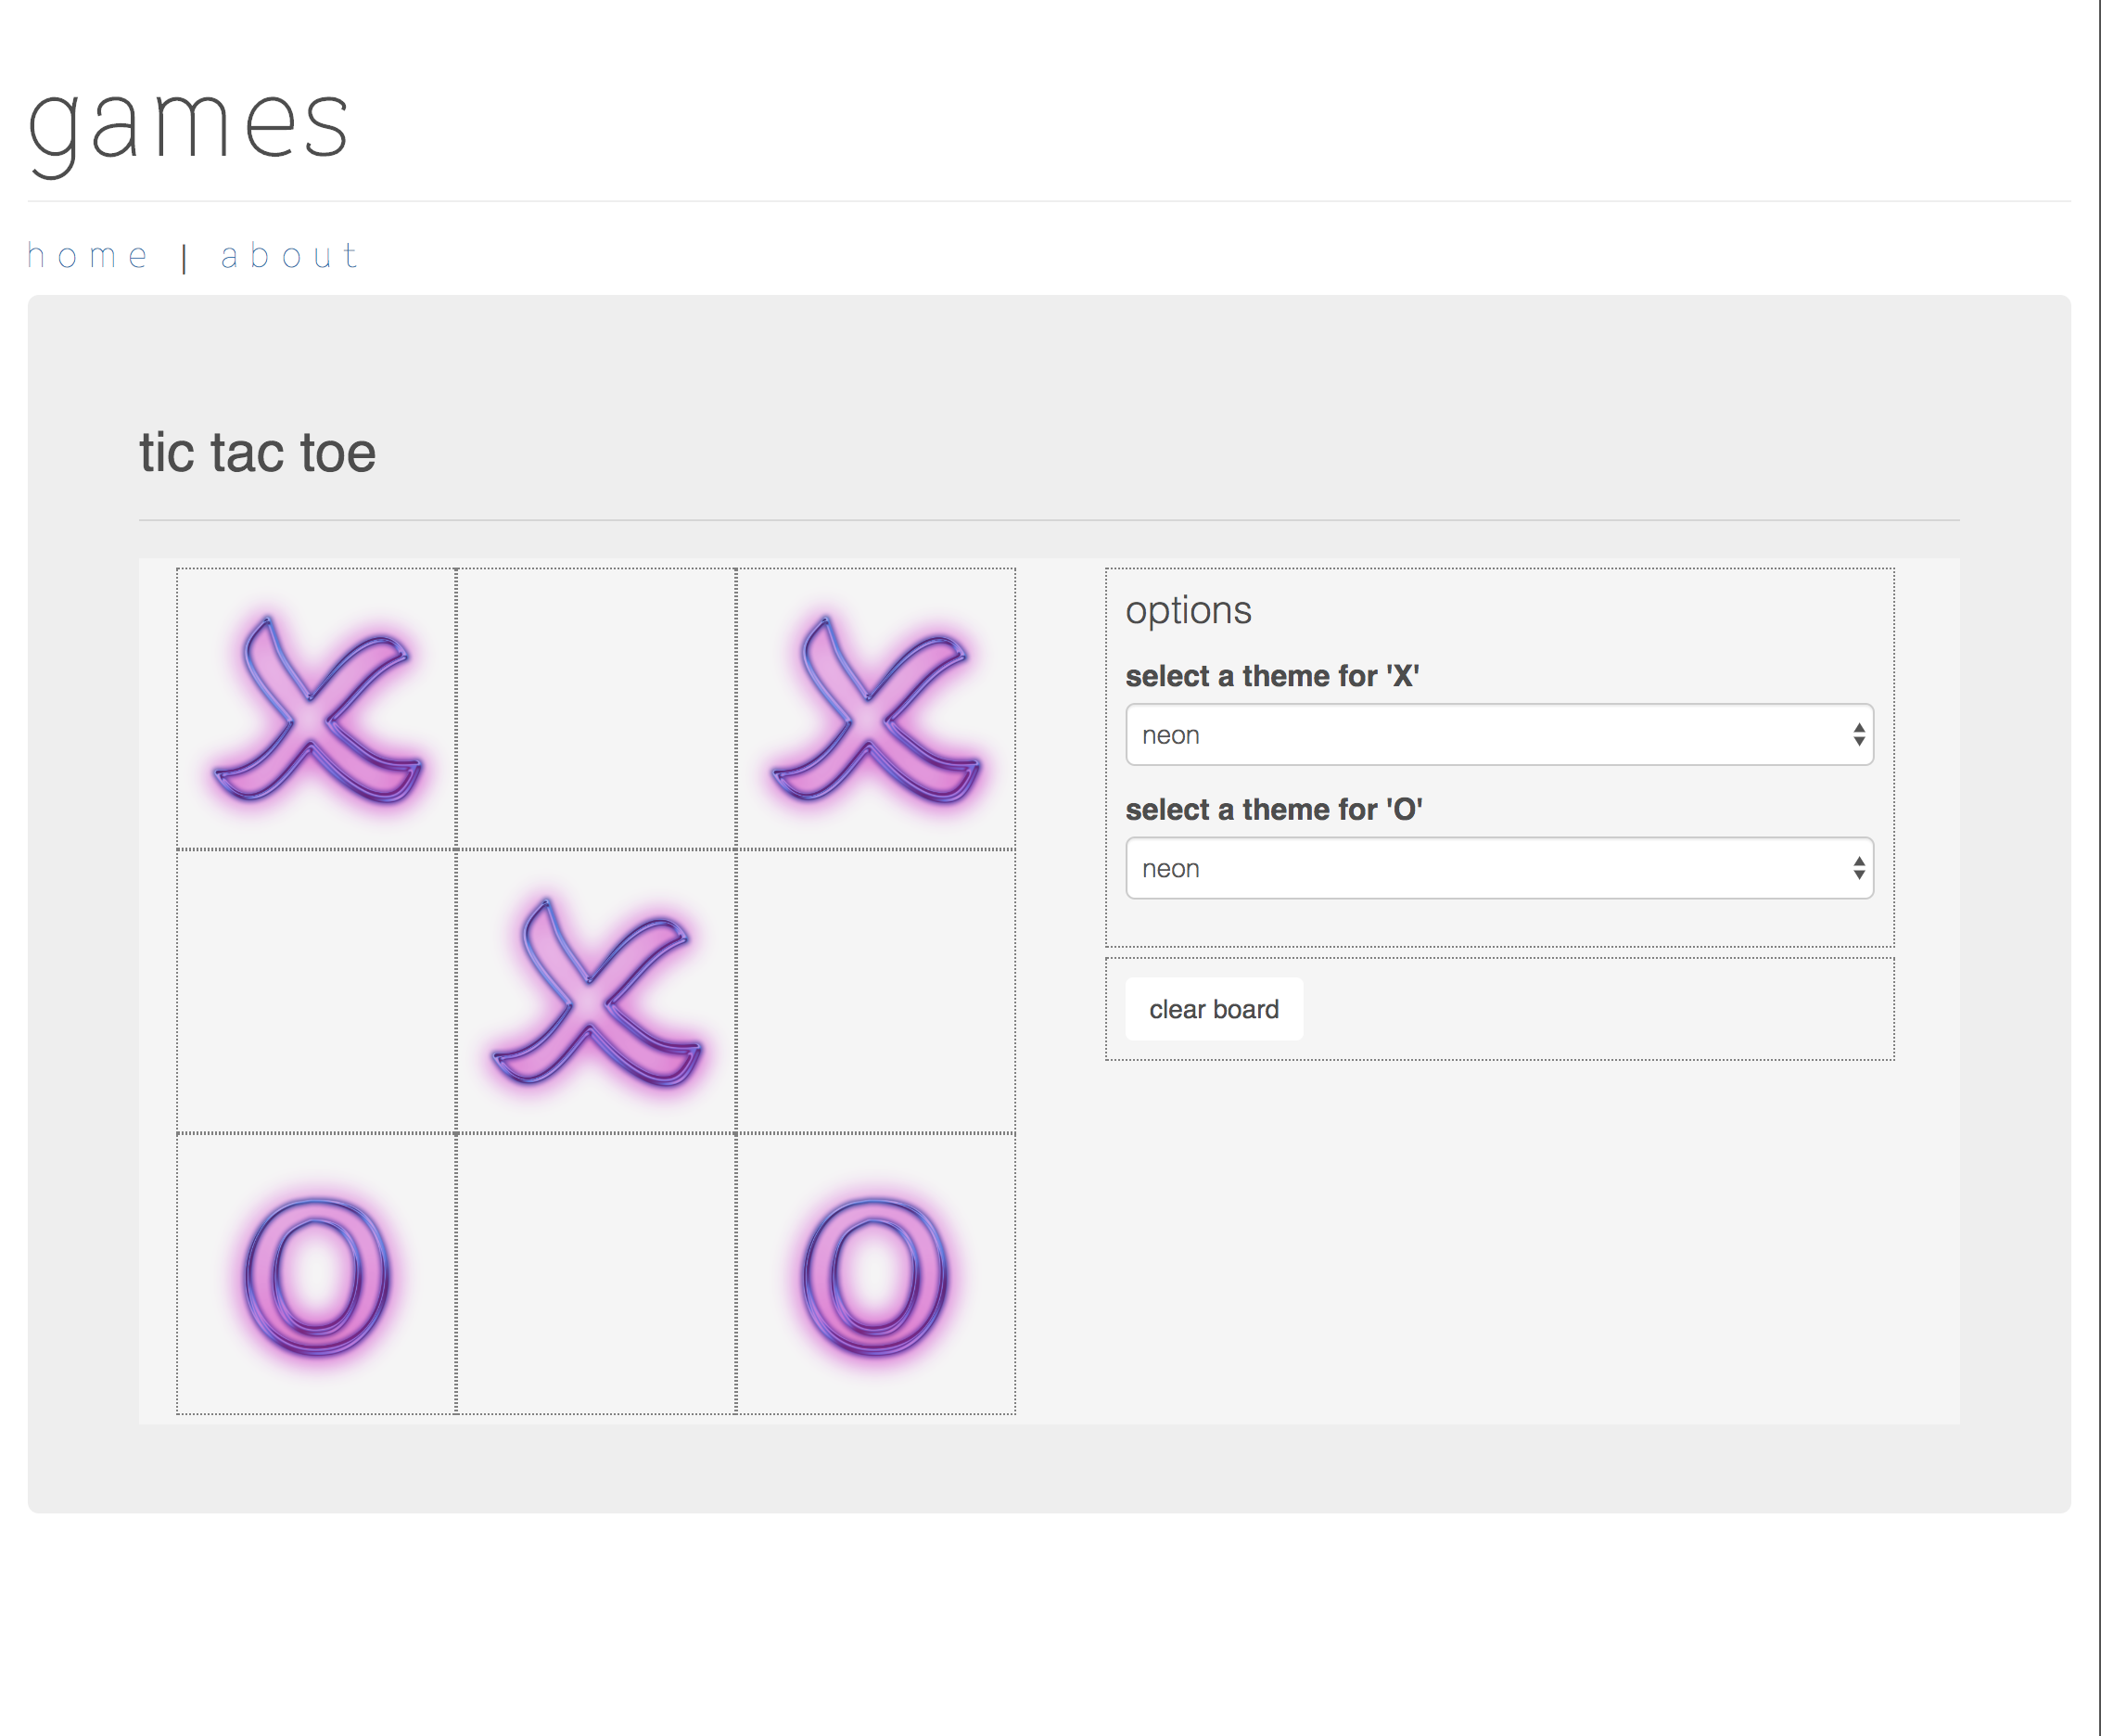 games
home | about
tic tac toe
X X
X
O O
options
select a theme for 'X'
neon
select a theme for 'O'
neon
clear board